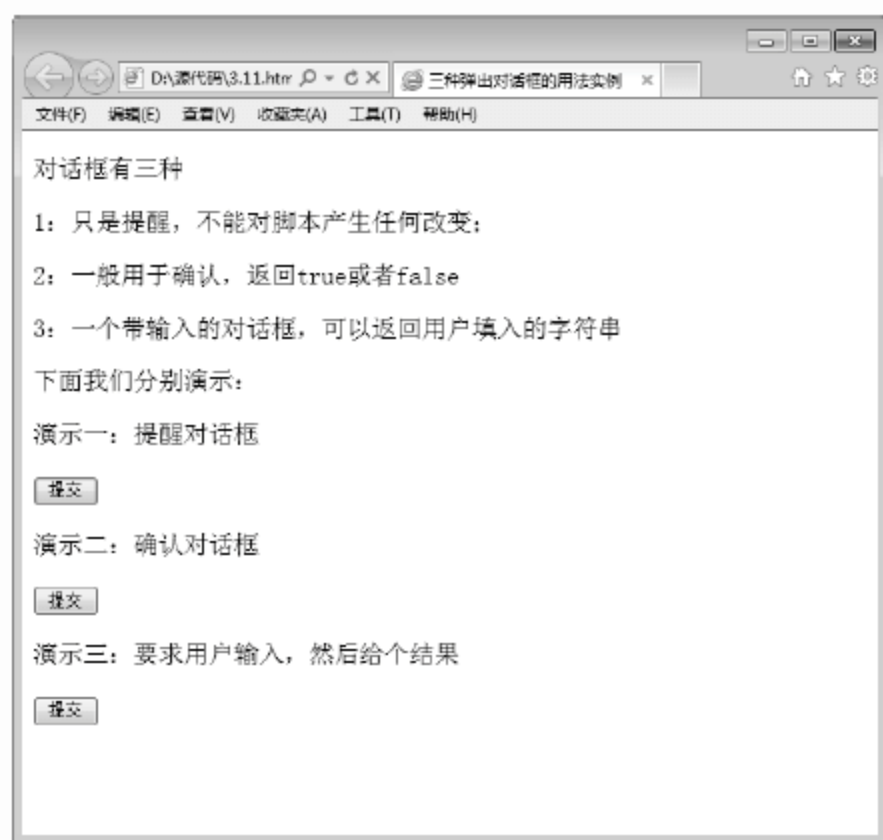 D:\源代码\3.11.htm
三种弹出对话框的用法实例
文件(F) 编辑(E) 查看(V) 收藏夹(A) 工具(T) 帮助(H)
对话框有三种
1：只是提醒，不能对脚本产生任何改变；
2：一般用于确认，返回true或者false
3：一个带输入的对话框，可以返回用户填入的字符串
下面我们分别演示：
演示一：提醒对话框
提交
演示二：确认对话框
提交
演示三：要求用户输入，然后给个结果
提交